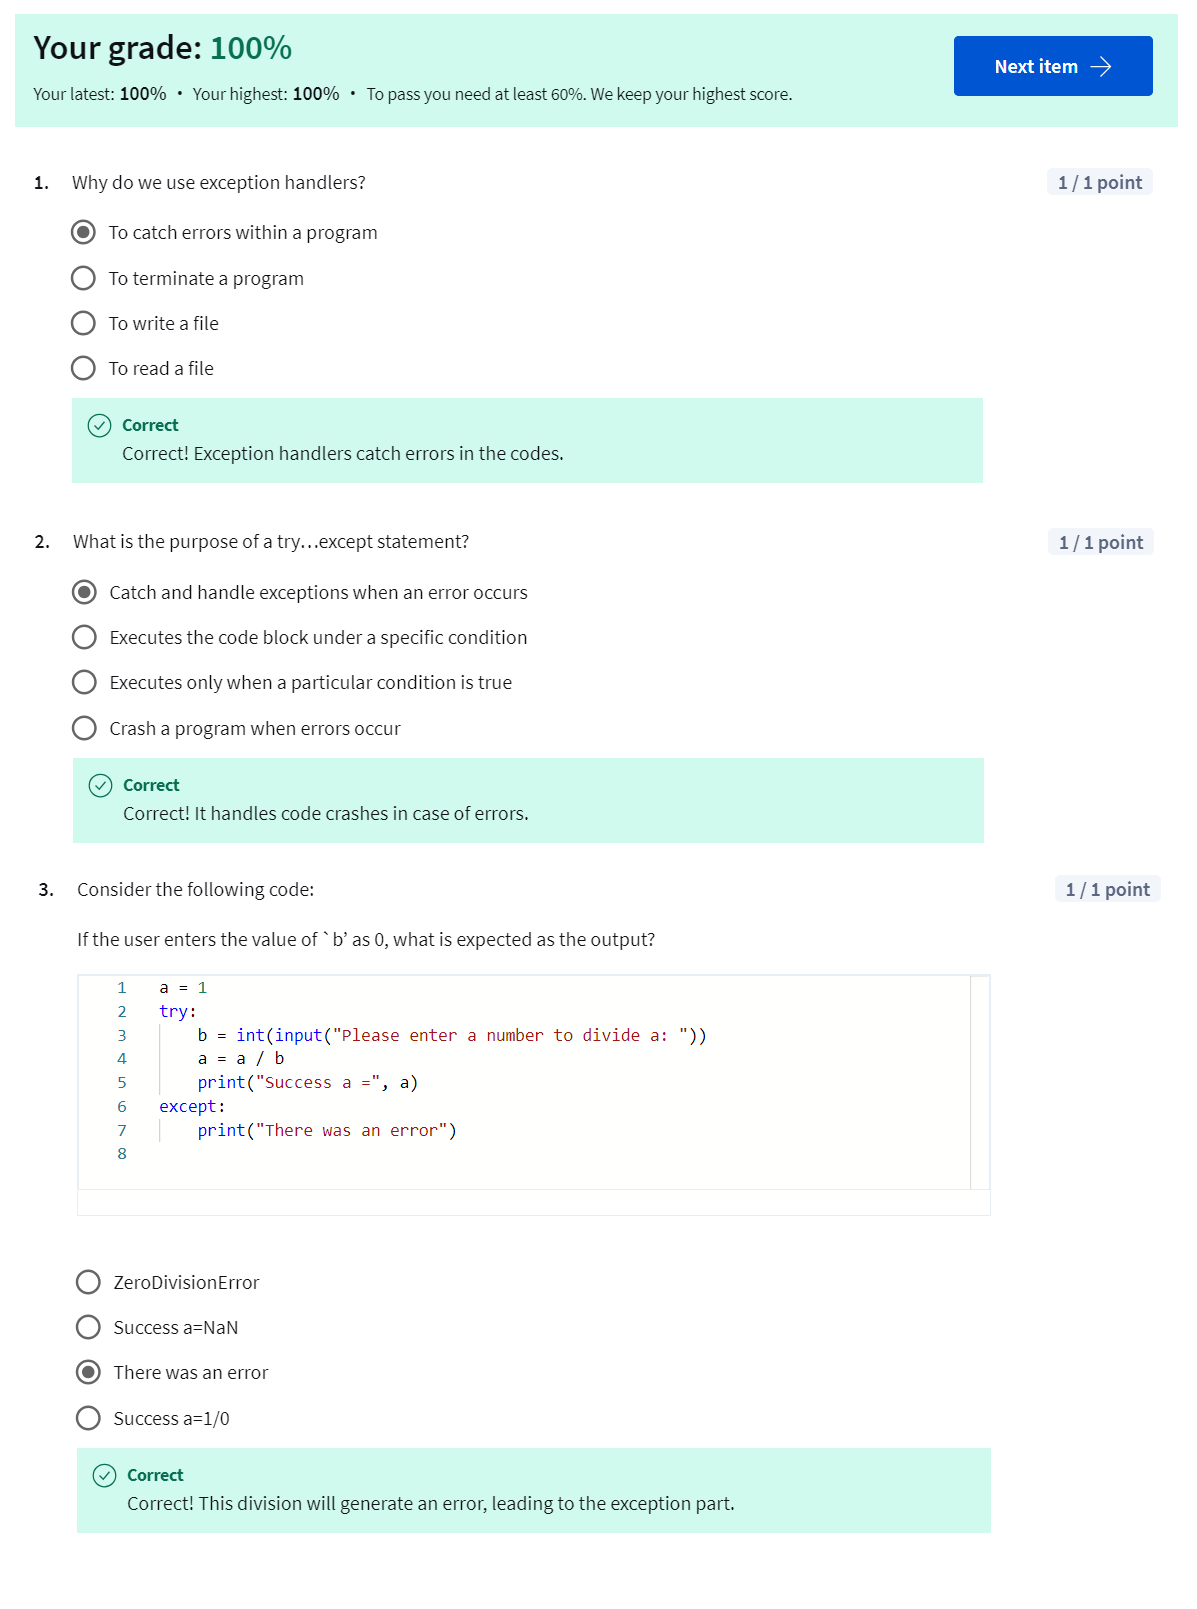 Your grade: 100%
Next item →
Your latest: 100% • Your highest: 100% • To pass you need at least 60%. We keep your highest score.
1. Why do we use exception handlers?
1 / 1 point
To catch errors within a program
To terminate a program
To write a file
To read a file
Correct
Correct! Exception handlers catch errors in the codes.
2. What is the purpose of a try…except statement?
1 / 1 point
Catch and handle exceptions when an error occurs
Executes the code block under a specific condition
Executes only when a particular condition is true
Crash a program when errors occur
Correct
Correct! It handles code crashes in case of errors.
3. Consider the following code:
1 / 1 point
If the user enters the value of `b’ as 0, what is expected as the output?
1 a = 1
2 try:
3     b = int(input("Please enter a number to divide a: "))
4     a = a / b
5     print("Success a =", a)
6 except:
7     print("There was an error")
8
ZeroDivisionError
Success a=NaN
There was an error
Success a=1/0
Correct
Correct! This division will generate an error, leading to the exception part.